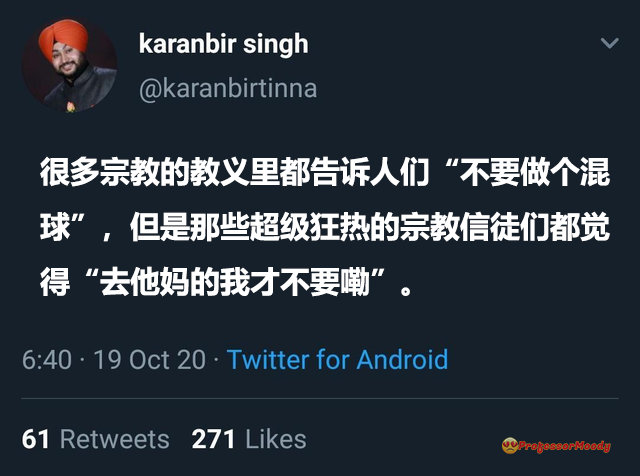 karanbir singh
@karanbirtinna
很多宗教的教义里都告诉人们“不要做个混
球”，但是那些超级狂热的宗教信徒们都觉
得“去他妈的我才不要嘞”。
6:40 · 19 Oct 20 · Twitter for Android
61 Retweets 271 Likes
ProfessorMoody